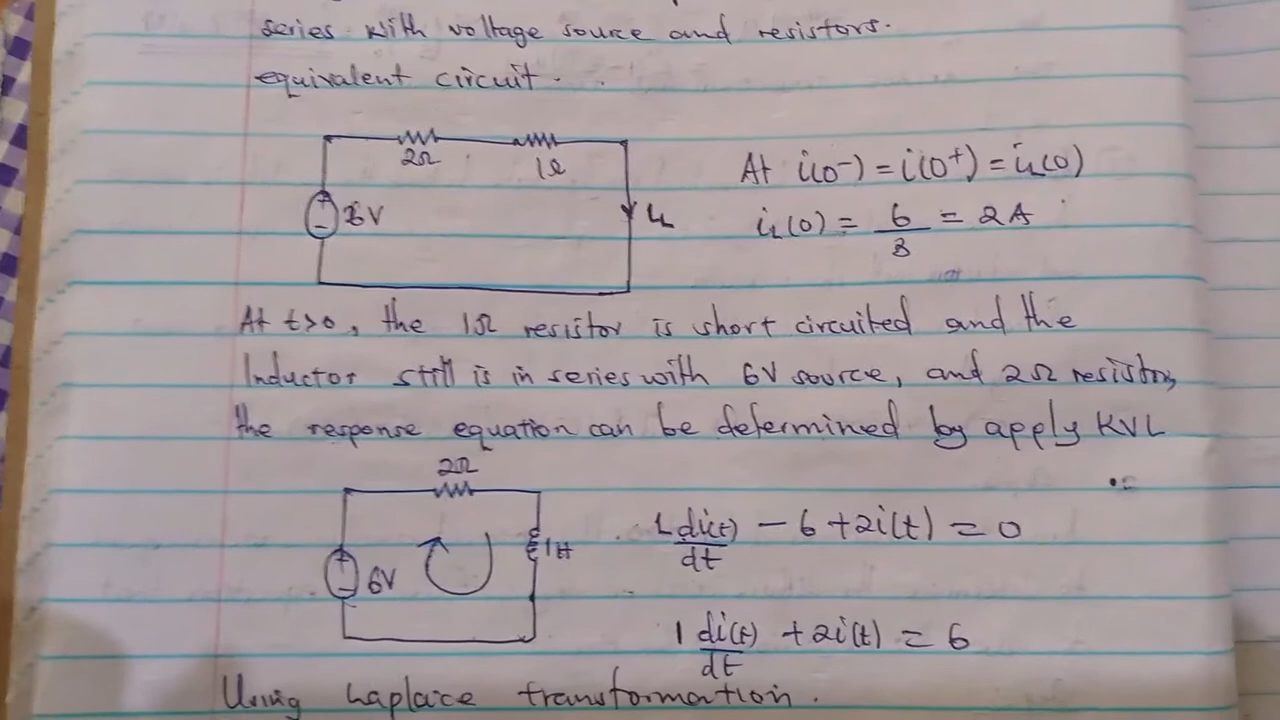 series with voltage source and resistors.
equivalent circuit.
2Ω 1Ω
At i(0-) = i(0+) = iL(0)
6V iL
iL(0) = 6/3 = 2A
At t>0, the 1Ω resistor is short circuited and the
Inductor still is in series with 6V source, and 2Ω resistor,
the response equation can be determined by apply KVL
2Ω
L di(t)/dt - 6 + 2i(t) = 0
6V 1H
1 di(t)/dt + 2i(t) = 6
Using Laplace transformation.